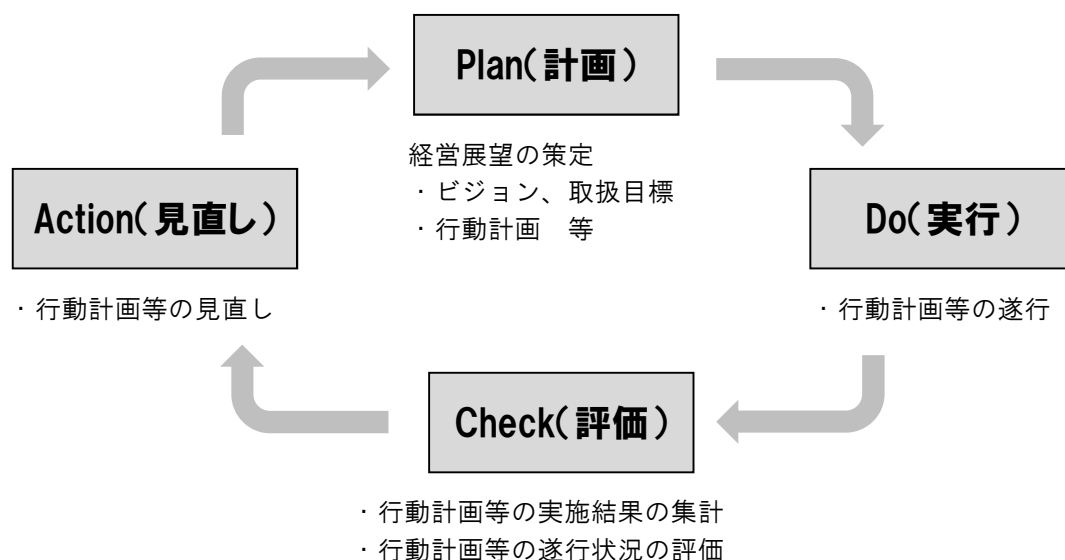 Plan(計画)
経営展望の策定
・ビジョン、取扱目標
・行動計画　等
Action(見直し)
・行動計画等の見直し
Do(実行)
・行動計画等の遂行
Check(評価)
・行動計画等の実施結果の集計
・行動計画等の遂行状況の評価